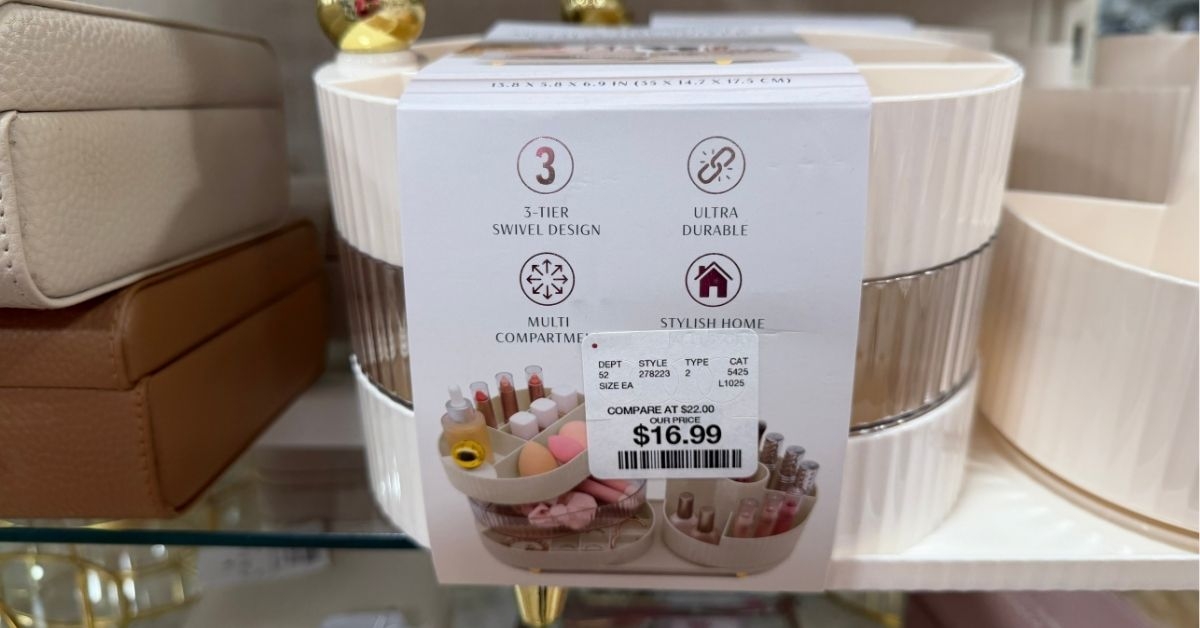 13.8 X 5.8 X 6.9 IN (35 X 14.7 X 17.5 CM)
3
3-TIER
SWIVEL DESIGN
ULTRA
DURABLE
MULTI
COMPARTME
STYLISH HOME
DEPT STYLE TYPE CAT
52 278223 2 5425
SIZE EA L1025
COMPARE AT $22.00
OUR PRICE
$16.99